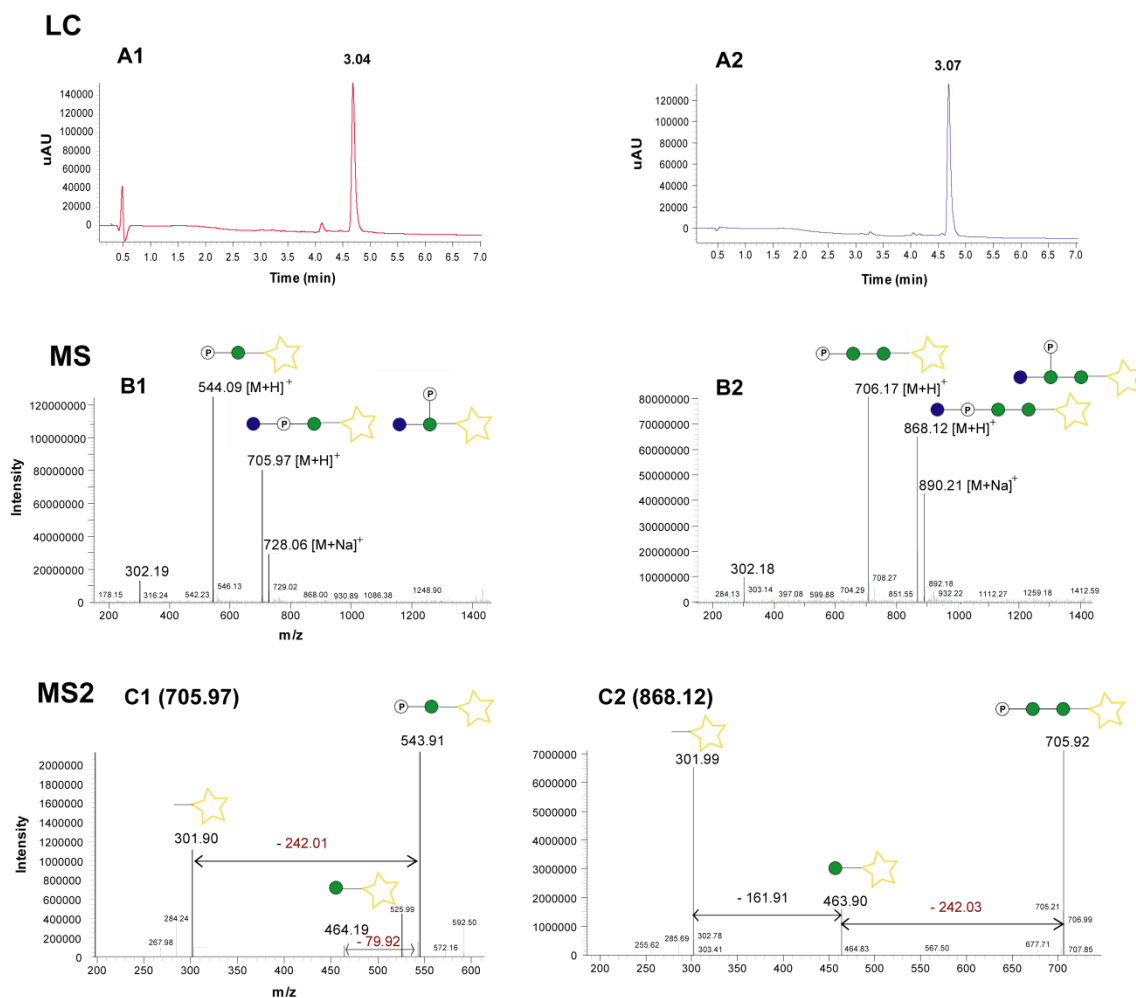 LC
A1
3.04
uAU
140000
120000
100000
80000
60000
40000
20000
0
0.5 1.0 1.5 2.0 2.5 3.0 3.5 4.0 4.5 5.0 5.5 6.0 6.5 7.0
Time (min)
A2
3.07
uAU
120000
100000
80000
60000
40000
20000
0
0.5 1.0 1.5 2.0 2.5 3.0 3.5 4.0 4.5 5.0 5.5 6.0 6.5 7.0
Time (min)
MS
B1
P
544.09 [M+H]+
P
P
705.97 [M+H]+
728.06 [M+Na]+
302.19
178.15 316.24 542.23 546.13 729.02 868.00 930.89 1086.38 1248.90
Intensity
120000000
100000000
80000000
60000000
40000000
20000000
0
200 400 600 800 1000 1200 1400
m/z
B2
P
P
706.17 [M+H]+
P
868.12 [M+H]+
890.21 [M+Na]+
302.18
284.13 303.14 397.08 599.88 704.29 708.27 851.55 892.18 932.22 1112.27 1259.18 1412.59
80000000
70000000
60000000
50000000
40000000
30000000
20000000
10000000
0
200 400 600 800 1000 1200 1400
MS2
C1 (705.97)
P
543.91
301.90
- 242.01
464.19
525.99
- 79.92
267.98 284.24 572.16 592.50
Intensity
2000000
1800000
1600000
1400000
1200000
1000000
800000
600000
400000
200000
0
200 250 300 350 400 450 500 550 600
m/z
C2 (868.12)
P
705.92
301.99
463.90
- 161.91
- 242.03
255.62 285.69 302.78 303.41 464.83 567.50 677.71 705.21 706.99 707.85
7000000
6000000
5000000
4000000
3000000
2000000
1000000
0
200 250 300 350 400 450 500 550 600 650 700